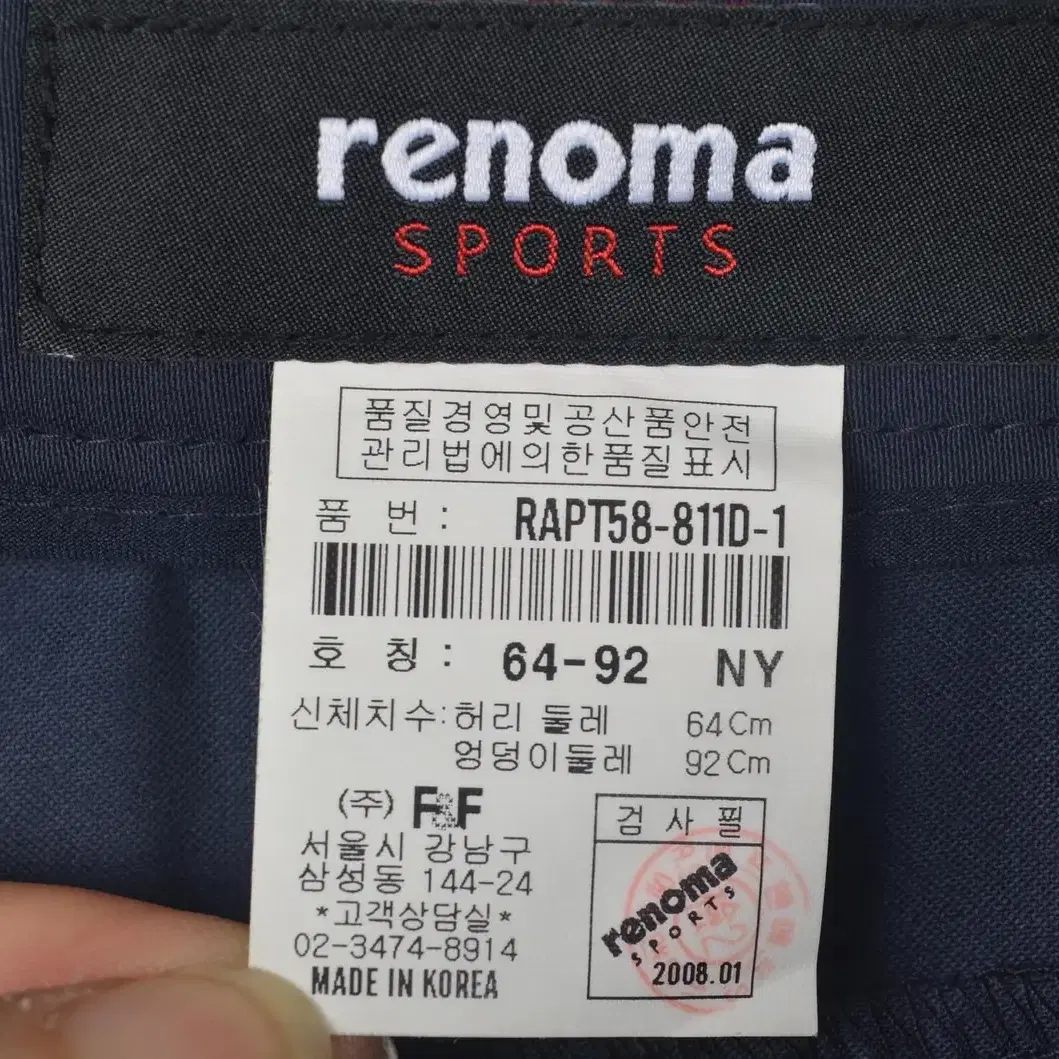 renoma
SPORTS
품질경영및공산품안전
관리법에의한품질표시
품 번 : RAPT58-811D-1
호 칭 : 64-92 NY
신체치수:허리 둘레 64Cm
엉덩이둘레 92Cm
(주) F&F
서울시 강남구
삼성동 144-24
*고객상담실*
02-3474-8914
MADE IN KOREA
검 사 필
renoma
SPORTS
2008.01